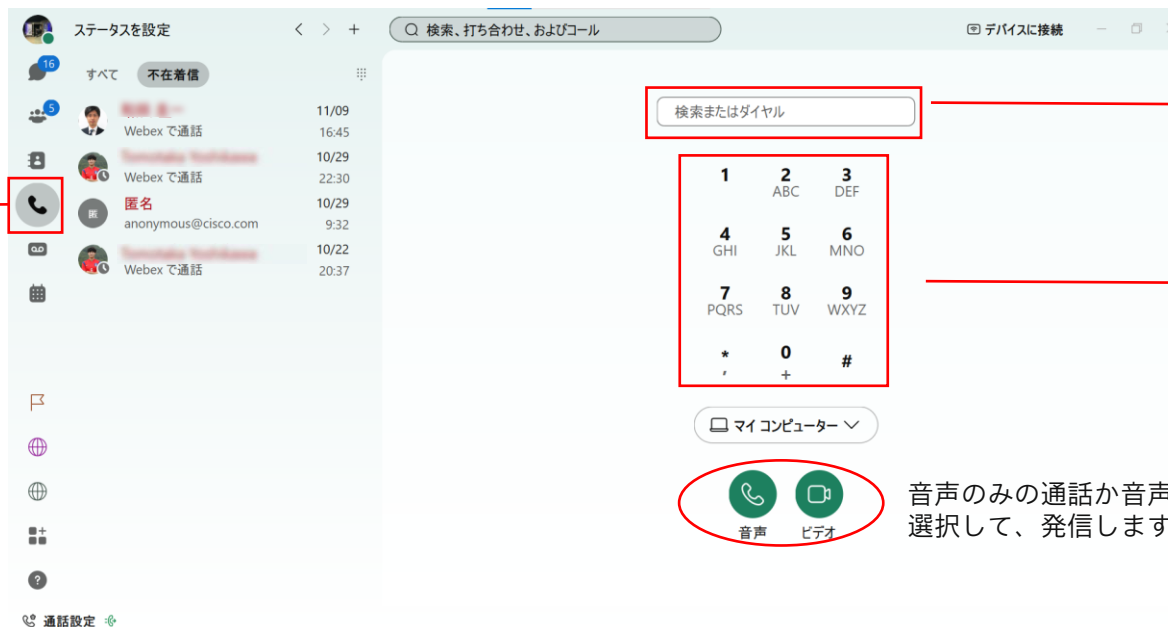 ステータスを設定
検索、打ち合わせ、およびコール
デバイスに接続
16
すべて 不在着信
5
11/09
Webex で通話 16:45
10/29
Webex で通話 22:30
匿名 10/29
匿 anonymous@cisco.com 9:32
10/22
Webex で通話 20:37
検索またはダイヤル
1 2 3
ABC DEF
4 5 6
GHI JKL MNO
7 8 9
PQRS TUV WXYZ
* 0 #
, +
マイ コンピューター
音声 ビデオ
音声のみの通話か音声
選択して、発信します
通話設定